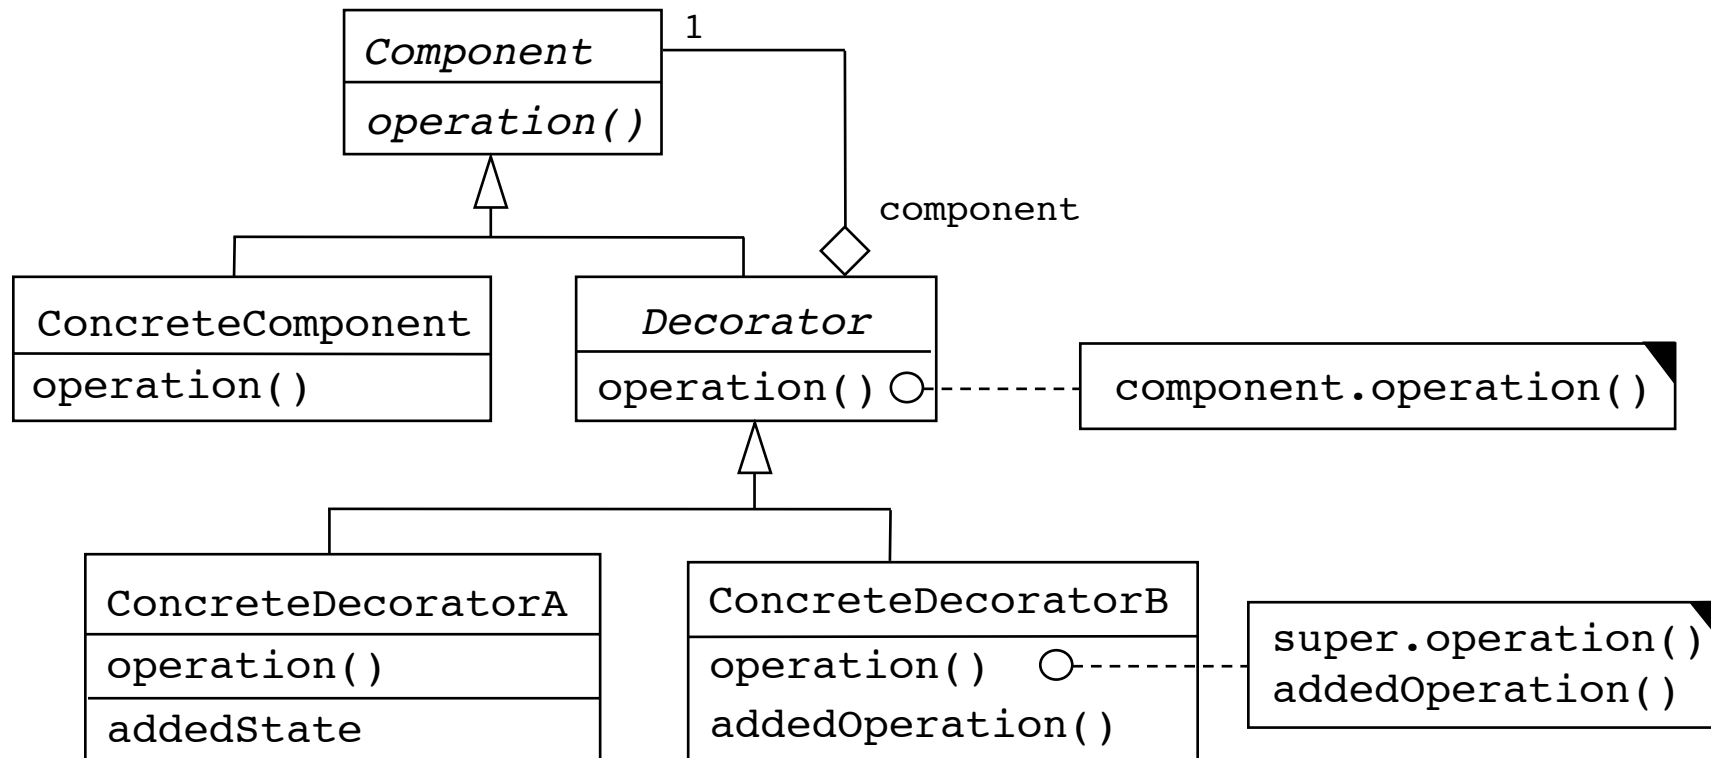 Component
1
operation()
component
ConcreteComponent
operation()
Decorator
operation()
component.operation()
ConcreteDecoratorA
operation()
addedState
ConcreteDecoratorB
operation()
addedOperation()
super.operation()
addedOperation()